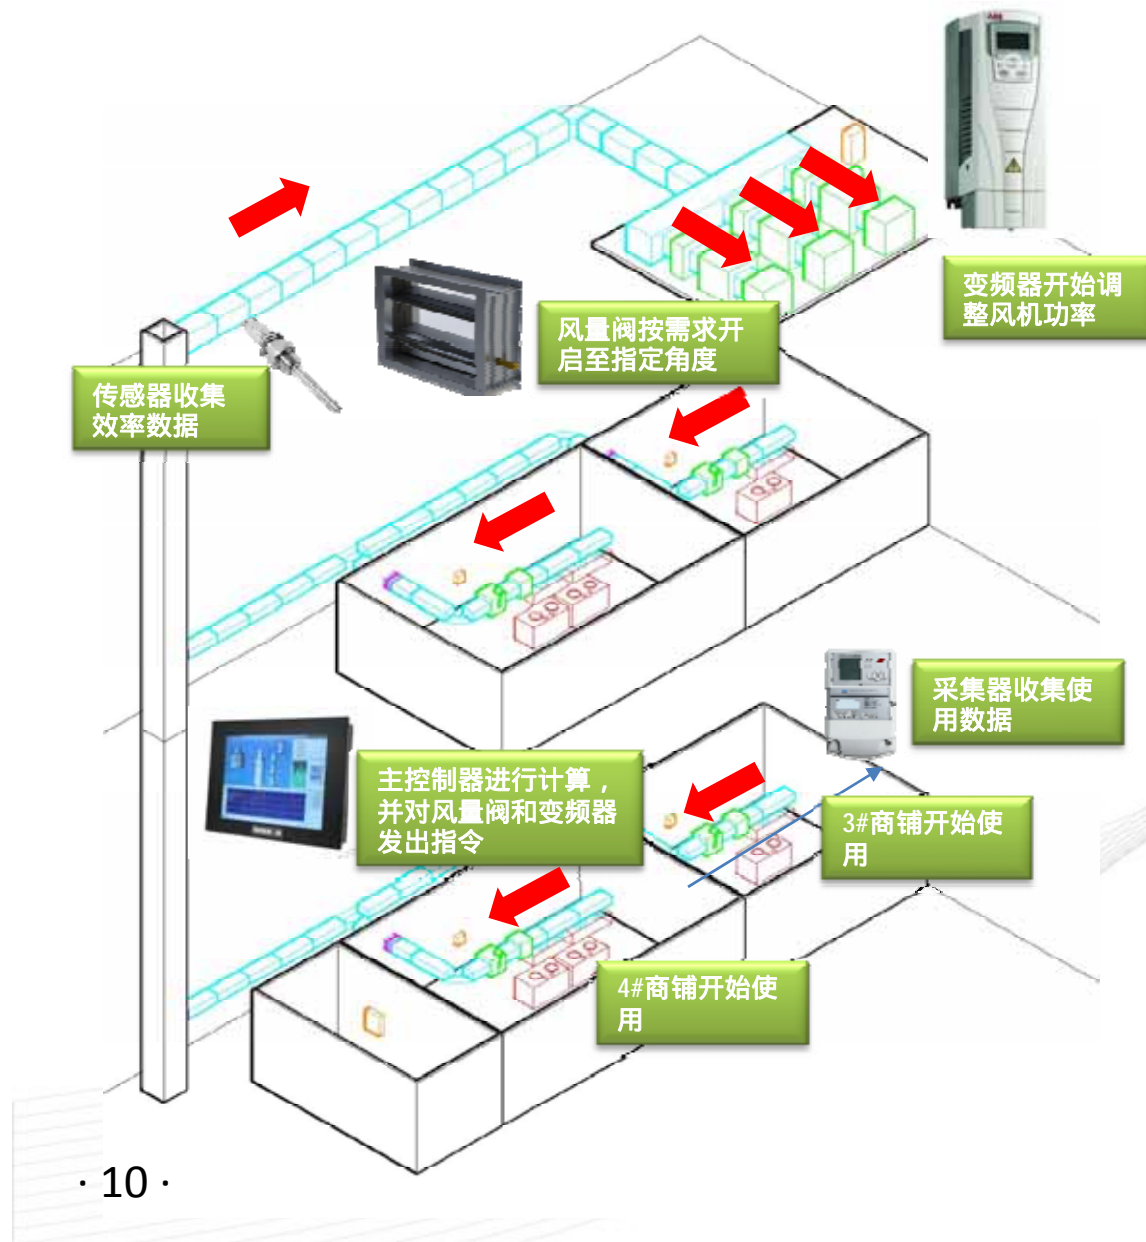 ABB
变频器开始调
整风机功率
风量阀按需求开
启至指定角度
传感器收集
效率数据
采集器收集使
用数据
主控制器进行计算，
并对风量阀和变频器
发出指令
3#商铺开始使
用
4#商铺开始使
用
· 10 ·